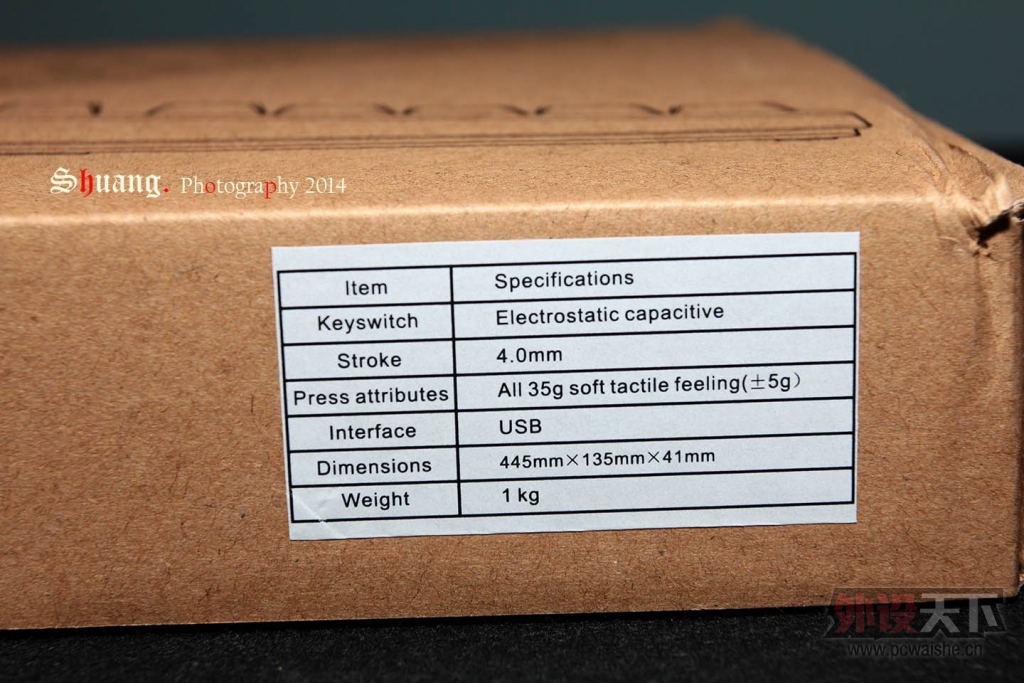 Shuang. Photography 2014
Item Specifications
Keyswitch Electrostatic capacitive
Stroke 4.0mm
Press attributes All 35g soft tactile feeling(±5g）
Interface USB
Dimensions 445mm×135mm×41mm
Weight 1 kg
外设天下
www.pcwaishe.cn